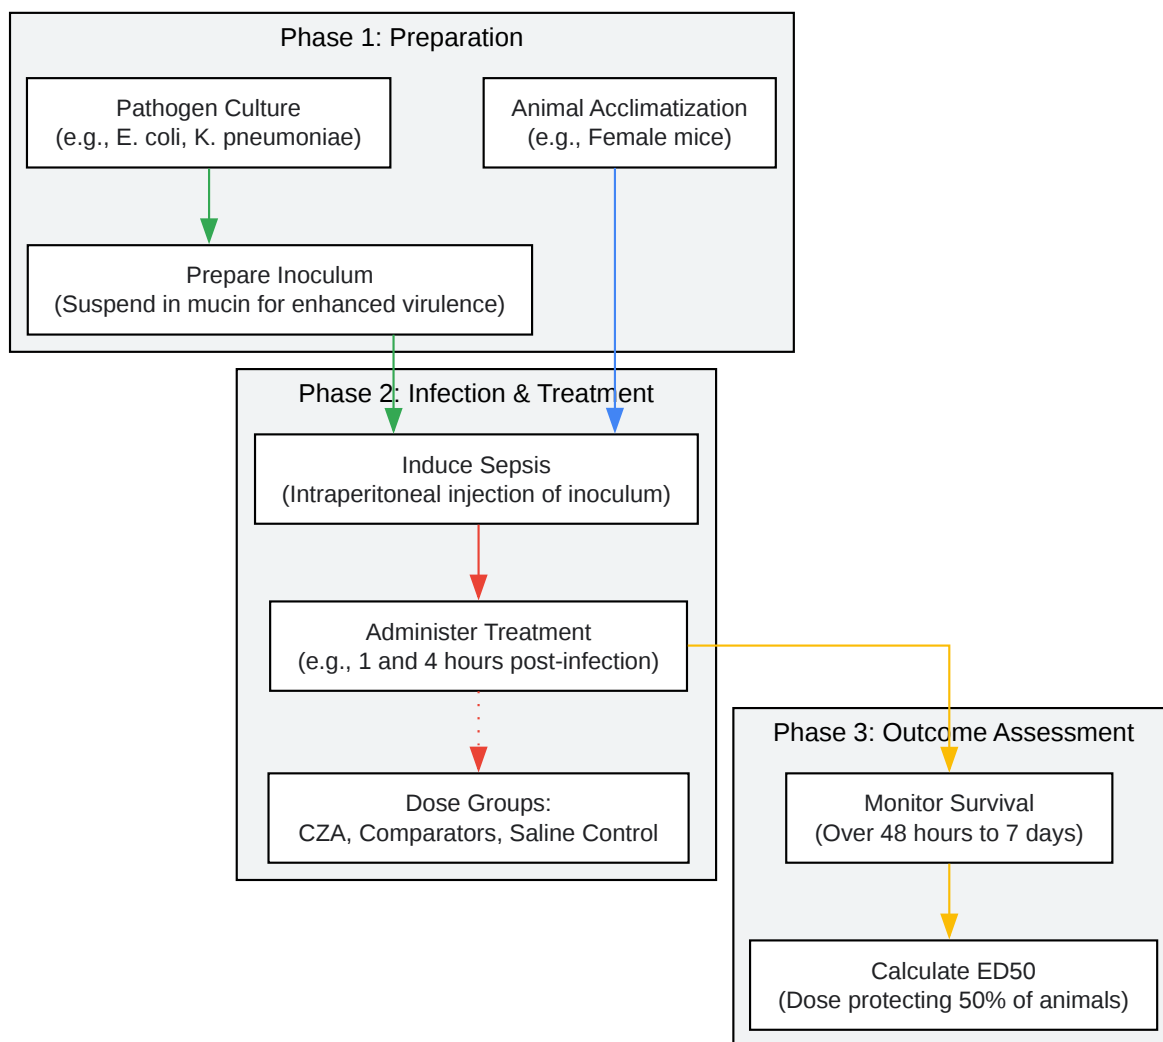 Phase 1: Preparation
Pathogen Culture
(e.g., E. coli, K. pneumoniae)
Animal Acclimatization
(e.g., Female mice)
Prepare Inoculum
(Suspend in mucin for enhanced virulence)
Phase 2: Infection & Treatment
Induce Sepsis
(Intraperitoneal injection of inoculum)
Administer Treatment
(e.g., 1 and 4 hours post-infection)
Dose Groups:
CZA, Comparators, Saline Control
Phase 3: Outcome Assessment
Monitor Survival
(Over 48 hours to 7 days)
Calculate ED50
(Dose protecting 50% of animals)